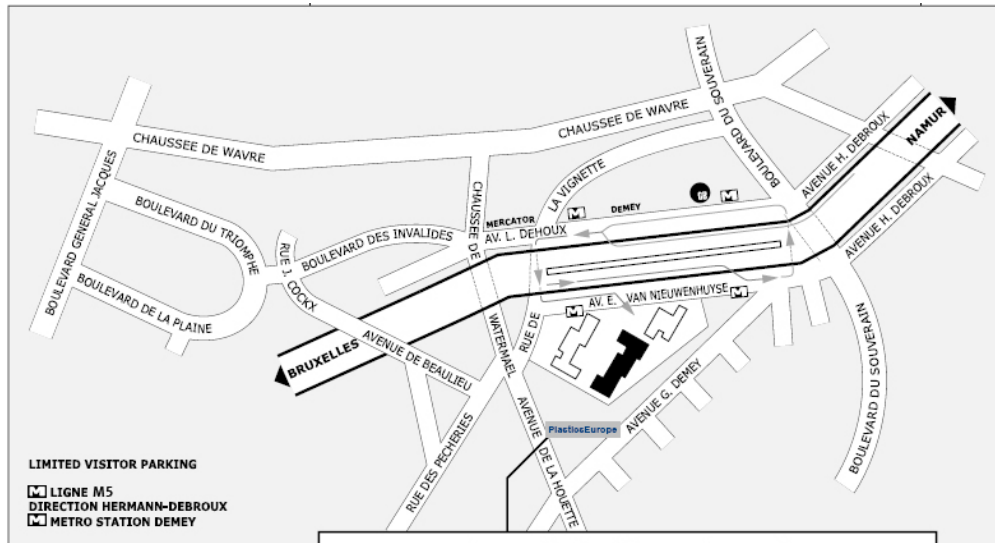 CHAUSSEE DE WAVRE
CHAUSSEE DE WAVRE
BOULEVARD DU SOUVERAIN
AVENUE H. DEBROUX
NAMUR
AVENUE H. DEBROUX
BOULEVARD GENERAL JACQUES
BOULEVARD DU TRIOMPHE
BOULEVARD DE LA PLAINE
RUE J. COCKX
BOULEVARD DES INVALIDES
CHAUSSEE DE
WATERMAEL
LA VIGNETTE
RUE DE
MERCATOR
M
DEMEY
GB
M
AV. L. DEHOUX
AV. E. VAN NIEUWENHUYSE
M
M
BRUXELLES
AVENUE DE BEAULIEU
AVENUE G. DEMEY
BOULEVARD DU SOUVERAIN
PlasticsEurope
AVENUE DE LA HOUETTE
RUE DES PECHERIES
LIMITED VISITOR PARKING
M LIGNE M5
DIRECTION HERMANN-DEBROUX
M METRO STATION DEMEY